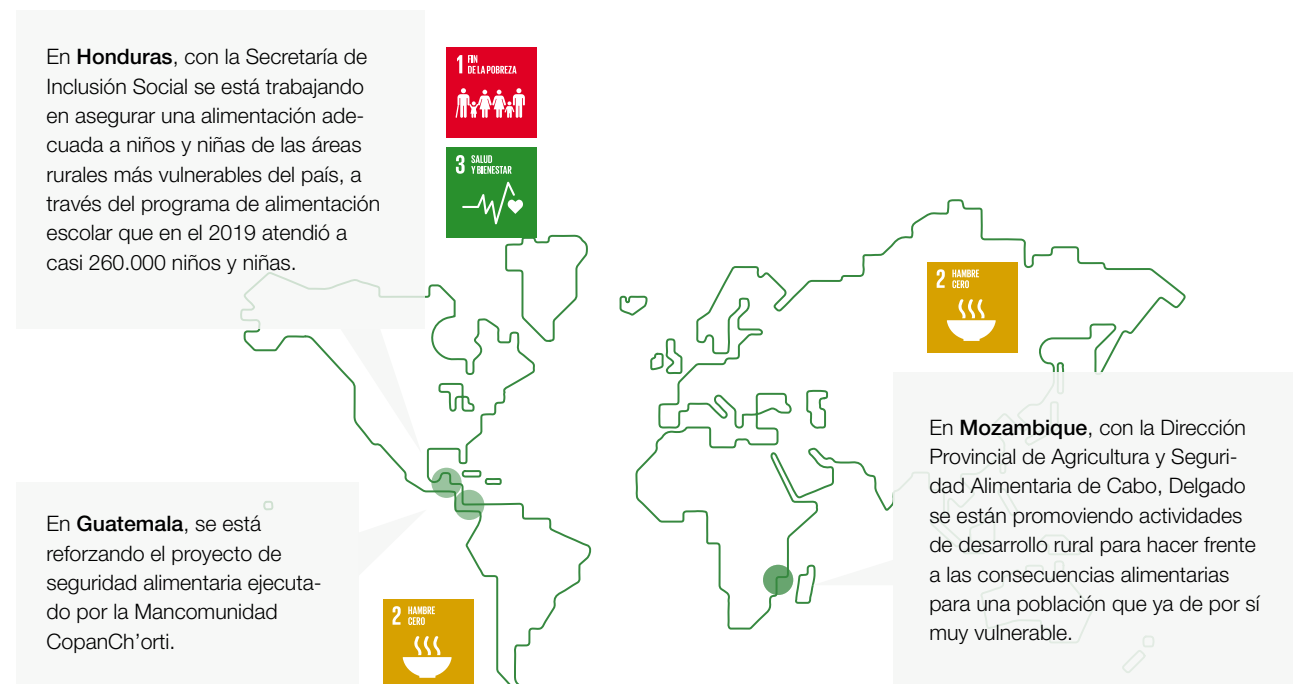 En Honduras, con la Secretaría de
Inclusión Social se está trabajando
en asegurar una alimentación ade-
cuada a niños y niñas de las áreas
rurales más vulnerables del país, a
través del programa de alimentación
escolar que en el 2019 atendió a
casi 260.000 niños y niñas.
1 FIN
DE LA POBREZA
3 SALUD
Y BIENESTAR
2 HAMBRE
CERO
En Mozambique, con la Dirección
Provincial de Agricultura y Seguri-
dad Alimentaria de Cabo, Delgado
se están promoviendo actividades
de desarrollo rural para hacer frente
a las consecuencias alimentarias
para una población que ya de por sí
muy vulnerable.
En Guatemala, se está
reforzando el proyecto de
seguridad alimentaria ejecuta-
do por la Mancomunidad
CopanCh’orti.
2 HAMBRE
CERO